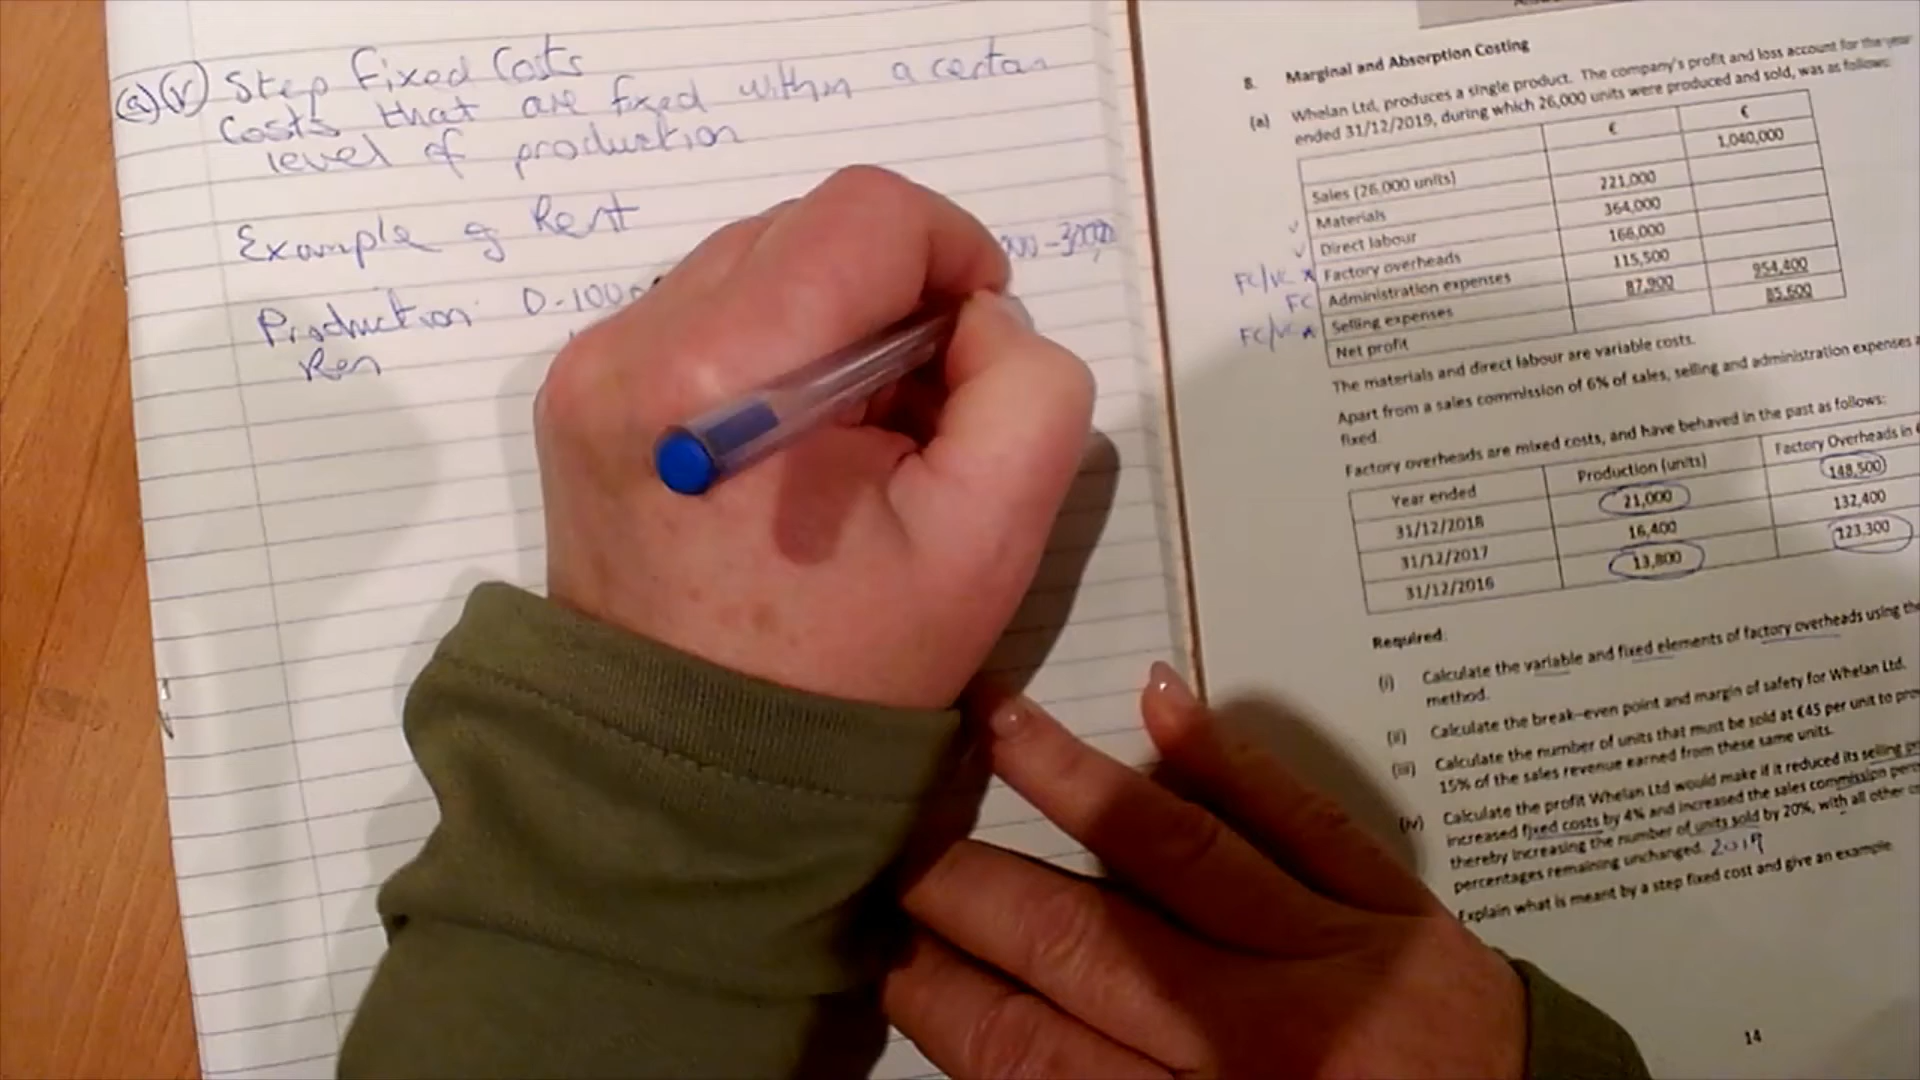 (a)(v) Step Fixed Costs
Costs that are fixed within a certain
level of production
Example of Rent
Production 0-100
Ren
8. Marginal and Absorption Costing
(a) Whelan Ltd, produces a single product. The company's profit and loss account for the year
ended 31/12/2019, during which 26,000 units were produced and sold, was as follows:
€ €
Sales (26,000 units) 1,040,000
Materials 221,000
Direct labour 364,000
FC/VC Factory overheads 166,000
FC Administration expenses 115,500
FC/VC Selling expenses 87,900 954,400
Net profit 85,600
The materials and direct labour are variable costs.
Apart from a sales commission of 6% of sales, selling and administration expenses
fixed.
Factory overheads are mixed costs, and have behaved in the past as follows:
Year ended Production (units) Factory Overheads in
31/12/2018 21,000 148,500
31/12/2017 16,400 132,400
31/12/2016 13,800 123,300
Required:
(i) Calculate the variable and fixed elements of factory overheads using the
method.
(ii) Calculate the break-even point and margin of safety for Whelan Ltd.
(iii) Calculate the number of units that must be sold at €45 per unit to
15% of the sales revenue earned from these same units.
(iv) Calculate the profit Whelan Ltd would make if it reduced its selling
increased fixed costs by 4% and increased the sales commission
thereby increasing the number of units sold by 20%, with all other
percentages remaining unchanged. 2019
Explain what is meant by a step fixed cost and give an example
14